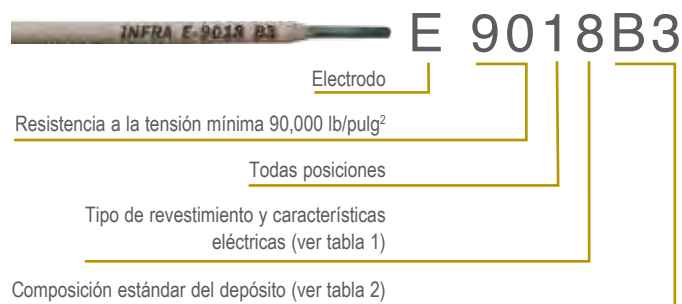 INFRA E-9018 B3
E 9018B3
Electrodo
Resistencia a la tensión mínima 90,000 lb/pulg²
Todas posiciones
Tipo de revestimiento y características
eléctricas (ver tabla 1)
Composición estándar del depósito (ver tabla 2)